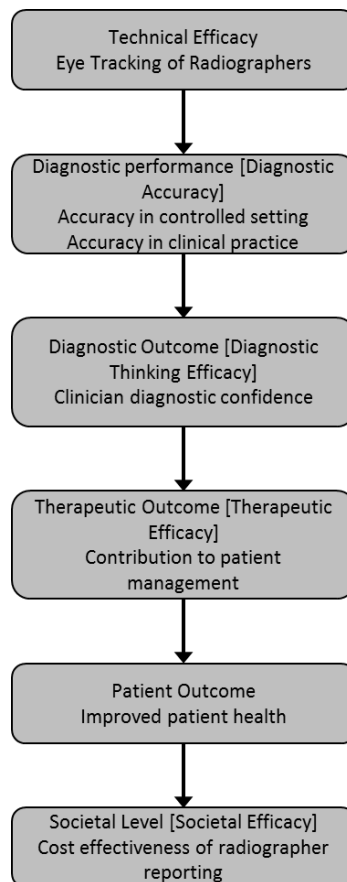 Technical Efficacy
Eye Tracking of Radiographers
Diagnostic performance [Diagnostic
Accuracy]
Accuracy in controlled setting
Accuracy in clinical practice
Diagnostic Outcome [Diagnostic
Thinking Efficacy]
Clinician diagnostic confidence
Therapeutic Outcome [Therapeutic
Efficacy]
Contribution to patient
management
Patient Outcome
Improved patient health
Societal Level [Societal Efficacy]
Cost effectiveness of radiographer
reporting